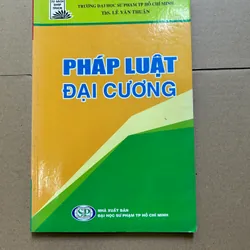 TRƯỜNG ĐẠI HỌC SƯ PHẠM TP HỒ CHÍ MINH
ThS. LÊ VĂN THUẬN
PHÁP LUẬT
ĐẠI CƯƠNG
NHÀ XUẤT BẢN
ĐẠI HỌC SƯ PHẠM TP HỒ CHÍ MINH